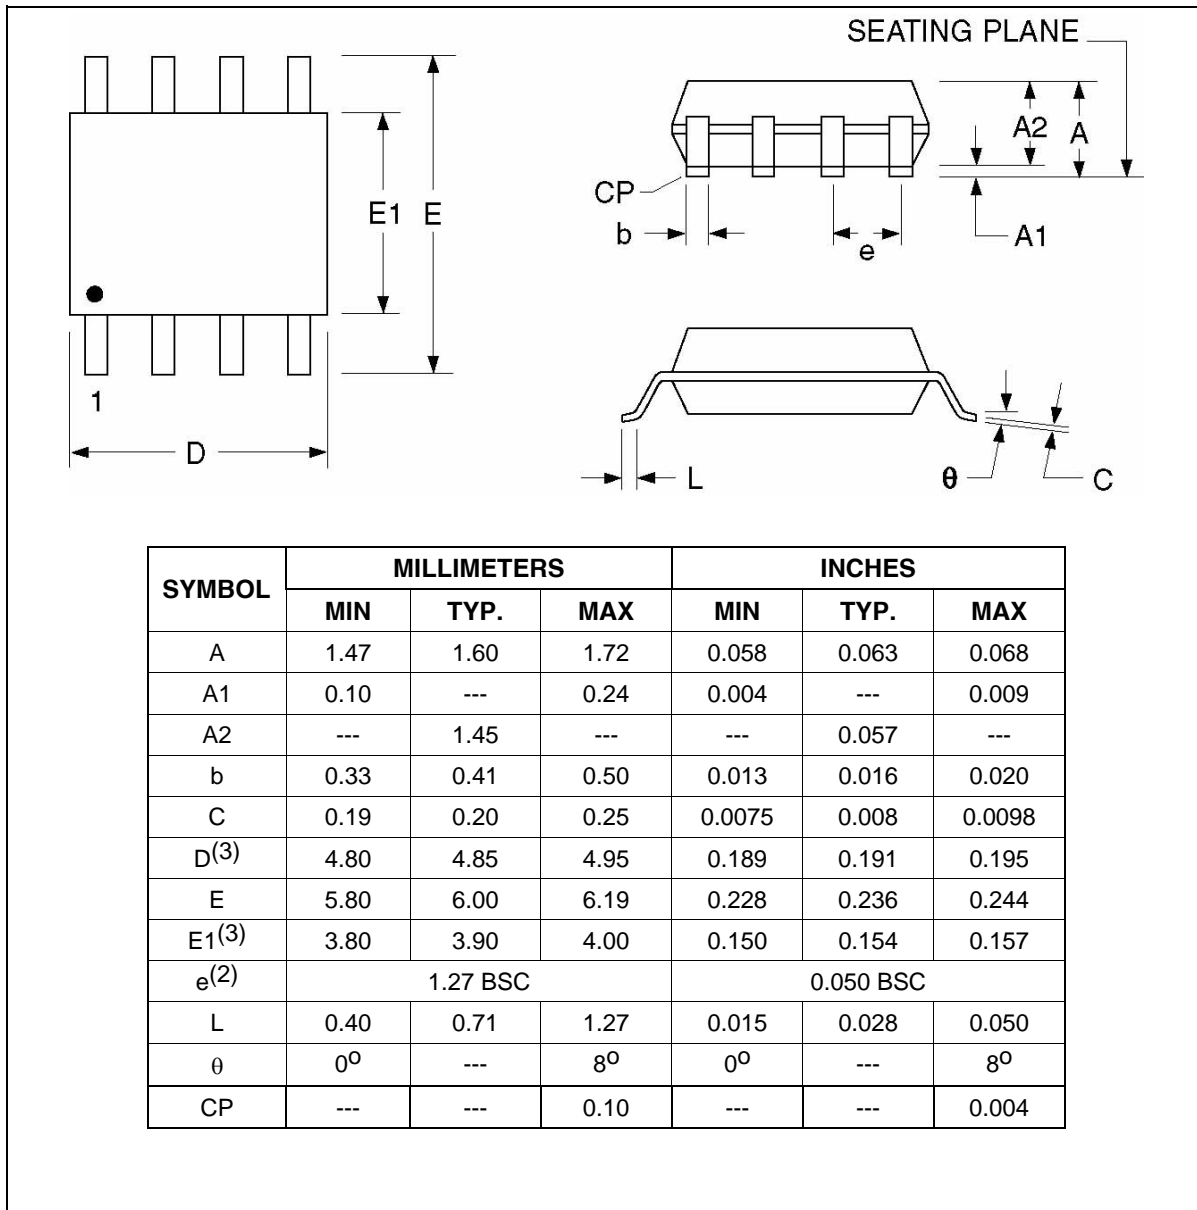 SEATING PLANE
E1 E
A2 A
CP
b
e
A1
1
D
L
θ
C
SYMBOL MILLIMETERS INCHES
MIN TYP. MAX MIN TYP. MAX
A 1.47 1.60 1.72 0.058 0.063 0.068
A1 0.10 --- 0.24 0.004 --- 0.009
A2 --- 1.45 --- --- 0.057 ---
b 0.33 0.41 0.50 0.013 0.016 0.020
C 0.19 0.20 0.25 0.0075 0.008 0.0098
D(3) 4.80 4.85 4.95 0.189 0.191 0.195
E 5.80 6.00 6.19 0.228 0.236 0.244
E1(3) 3.80 3.90 4.00 0.150 0.154 0.157
e(2) 1.27 BSC 0.050 BSC
L 0.40 0.71 1.27 0.015 0.028 0.050
θ 0º --- 8º 0º --- 8º
CP --- --- 0.10 --- --- 0.004